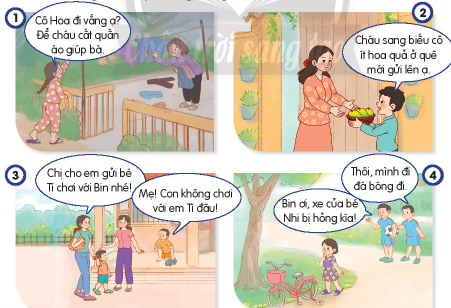 1
Cô Hoa đi vắng ạ?
Để cháu cất quần
áo giúp bà.
2
Cháu sang biếu cô
ít hoa quả ở quê
mới gửi lên ạ.
3
Chị cho em gửi bé
Tí chơi với Bin nhé!
Mẹ! Con không chơi
với em Tí đâu!
4
Thôi, mình đi
đá bóng đi.
Bin ơi, xe của bé
Nhi bị hỏng kìa!